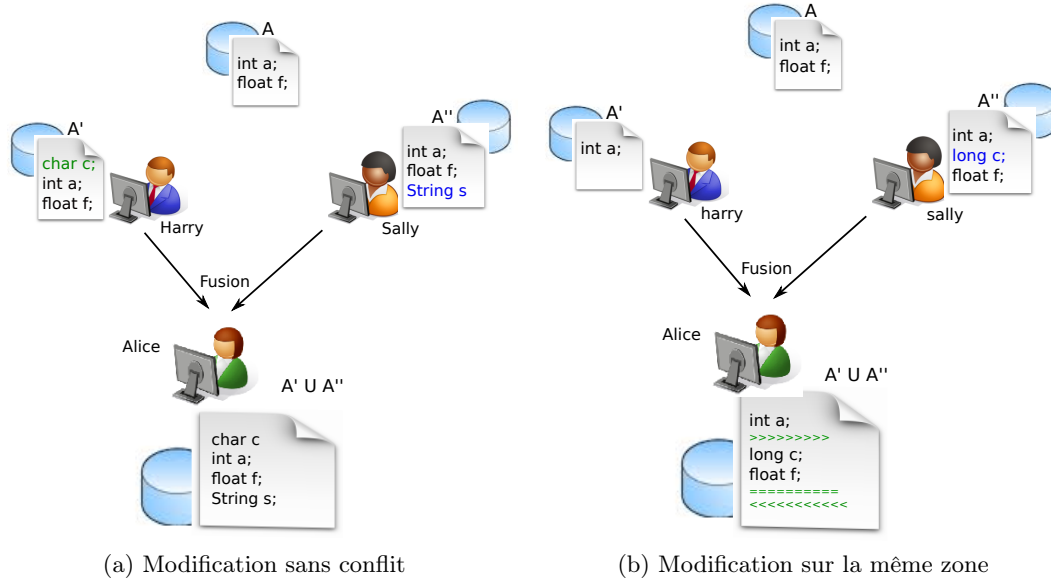 A
int a;
float f;
A'
char c;
int a;
float f;
Harry
A''
int a;
float f;
String s
Sally
Fusion
Alice
A' U A''
char c
int a;
float f;
String s;
(a) Modification sans conflit
A
int a;
float f;
A'
int a;
harry
A''
int a;
long c;
float f;
sally
Fusion
Alice
A' U A''
int a;
>>>>>>>>>
long c;
float f;
==========
<<<<<<<<<<<
(b) Modification sur la même zone